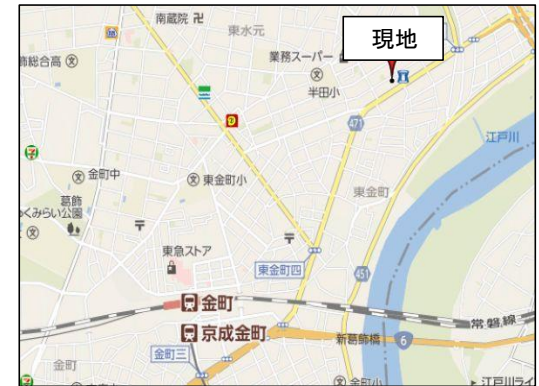 南蔵院
東水元
現地
業務スーパー
飾総合高
半田小
471
江戸川
金町中
東金町小
葛飾
くみらい公園
東金町
東急ストア
東金町四
451
金町
京成金町
常磐線
新葛飾橋
6
金町三
金町
金町小
江戸川ライ